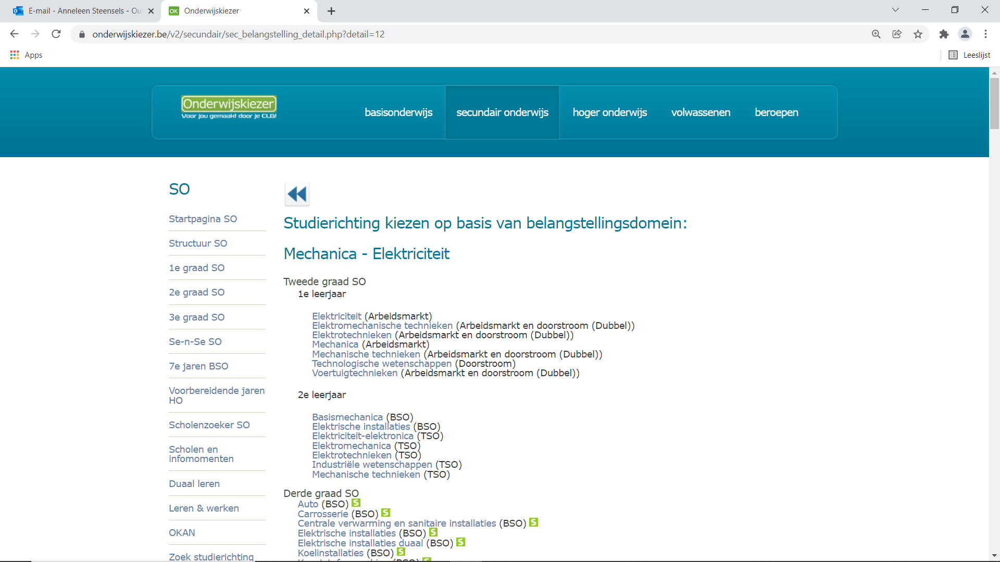 E-mail - Anneleen Steensels - Ou
Onderwijskiezer
onderwijskiezer.be/v2/secundair/sec_belangstelling_detail.php?detail=12
Apps
Leeslijst
Onderwijskiezer
Voor jou gemaakt door je CLB!
basisonderwijs
secundair onderwijs
hoger onderwijs
volwassenen
beroepen
SO
Startpagina SO
Structuur SO
1e graad SO
2e graad SO
3e graad SO
Se-n-Se SO
7e jaren BSO
Voorbereidende jaren
HO
Scholenzoeker SO
Scholen en
infomomenten
Duaal leren
Leren & werken
OKAN
Zoek studierichting
Studierichting kiezen op basis van belangstellingsdomein:
Mechanica - Elektriciteit
Tweede graad SO
1e leerjaar
Elektriciteit (Arbeidsmarkt)
Elektromechanische technieken (Arbeidsmarkt en doorstroom (Dubbel))
Elektrotechnieken (Arbeidsmarkt en doorstroom (Dubbel))
Mechanica (Arbeidsmarkt)
Mechanische technieken (Arbeidsmarkt en doorstroom (Dubbel))
Technologische wetenschappen (Doorstroom)
Voertuigtechnieken (Arbeidsmarkt en doorstroom (Dubbel))
2e leerjaar
Basismechanica (BSO)
Elektrische installaties (BSO)
Elektriciteit-elektronica (TSO)
Elektromechanica (TSO)
Elektrotechnieken (TSO)
Industriële wetenschappen (TSO)
Mechanische technieken (TSO)
Derde graad SO
Auto (BSO) S
Carrosserie (BSO) S
Centrale verwarming en sanitaire installaties (BSO) S
Elektrische installaties (BSO) S
Elektrische installaties duaal (BSO) S
Koelinstallaties (BSO) S